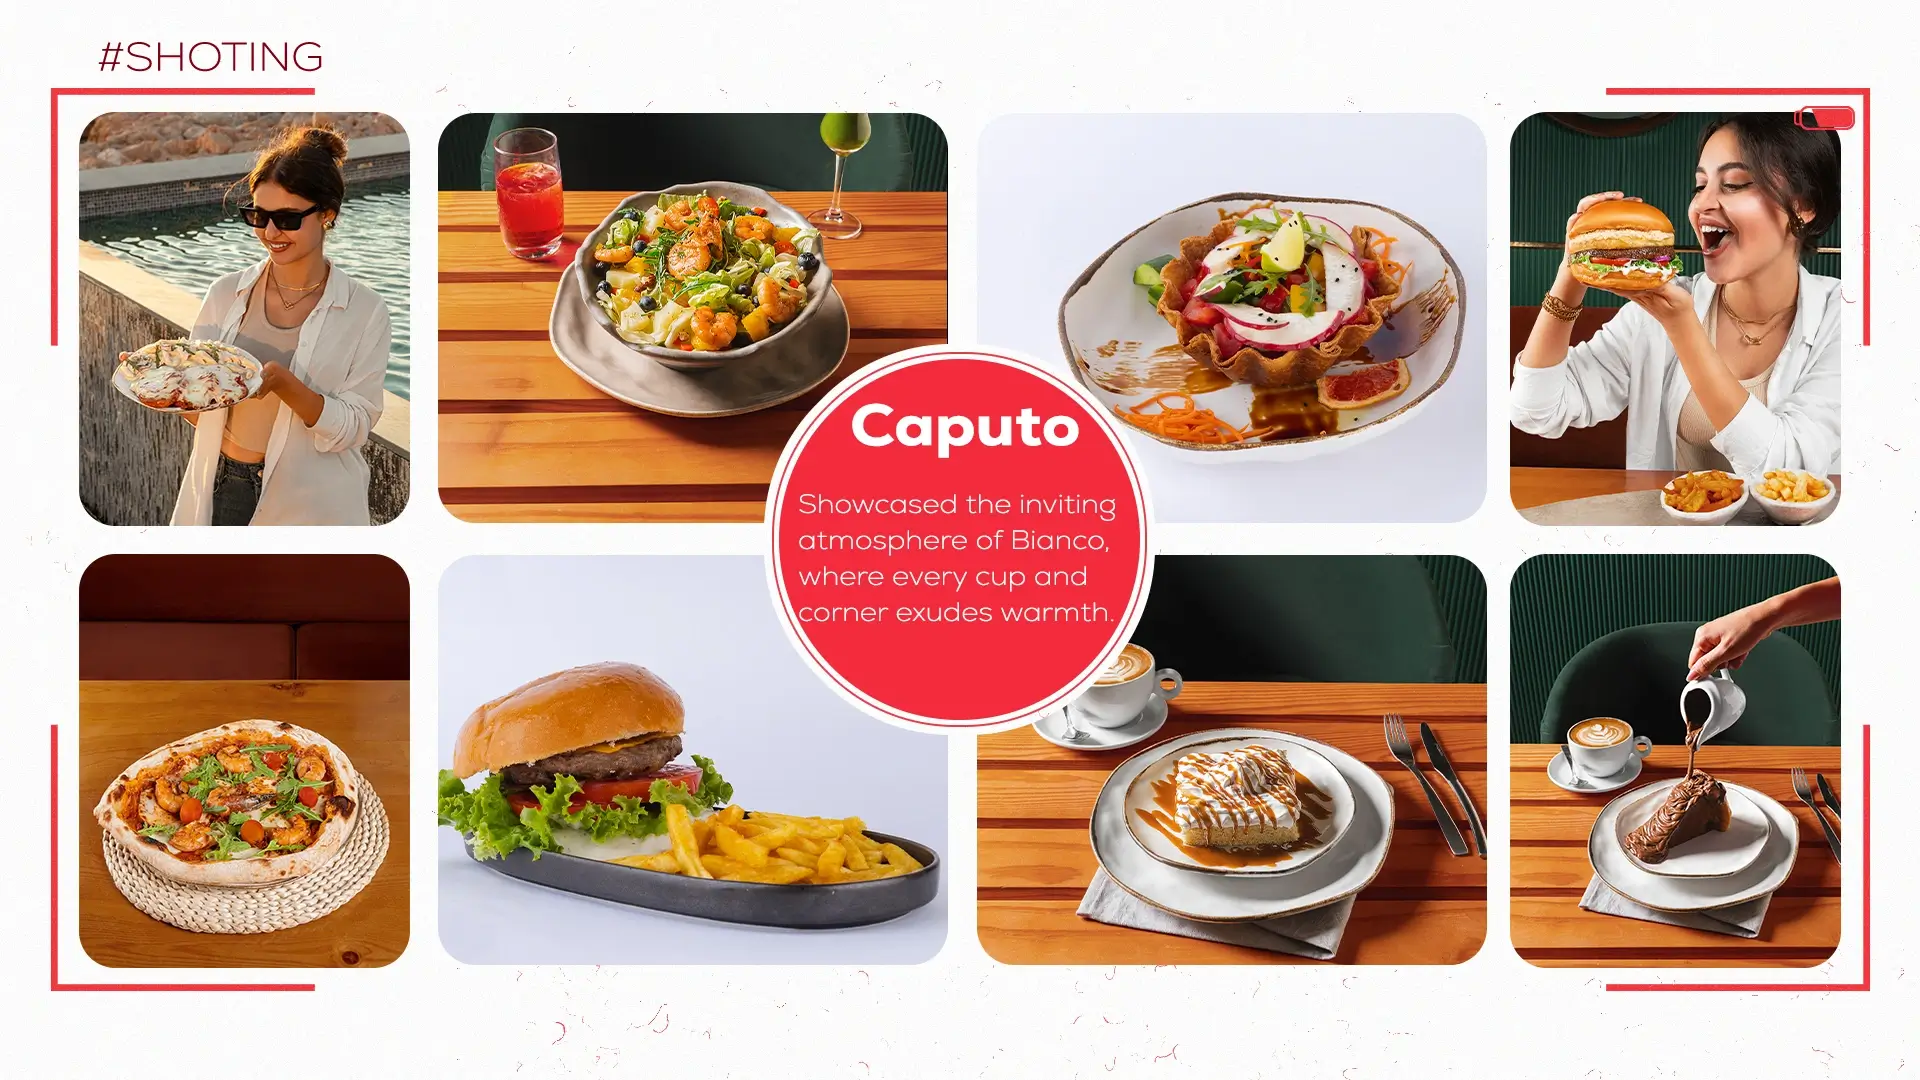 #SHOTING
Caputo
Showcased the inviting
atmosphere of Bianco,
where every cup and
corner exudes warmth.